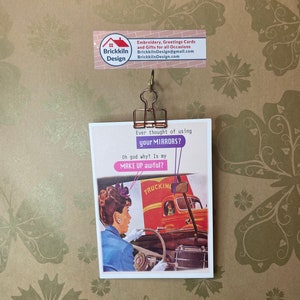 Brickkiln
Design
Embroidery, Greetings Cards
and Gifts for all Occasions
BrickkilnDesign@gmail.com
BrickkilnDesign.com
Ever thought of using
your MIRRORS?
Oh god why? Is my
MAKE UP awful?
TRUCKING